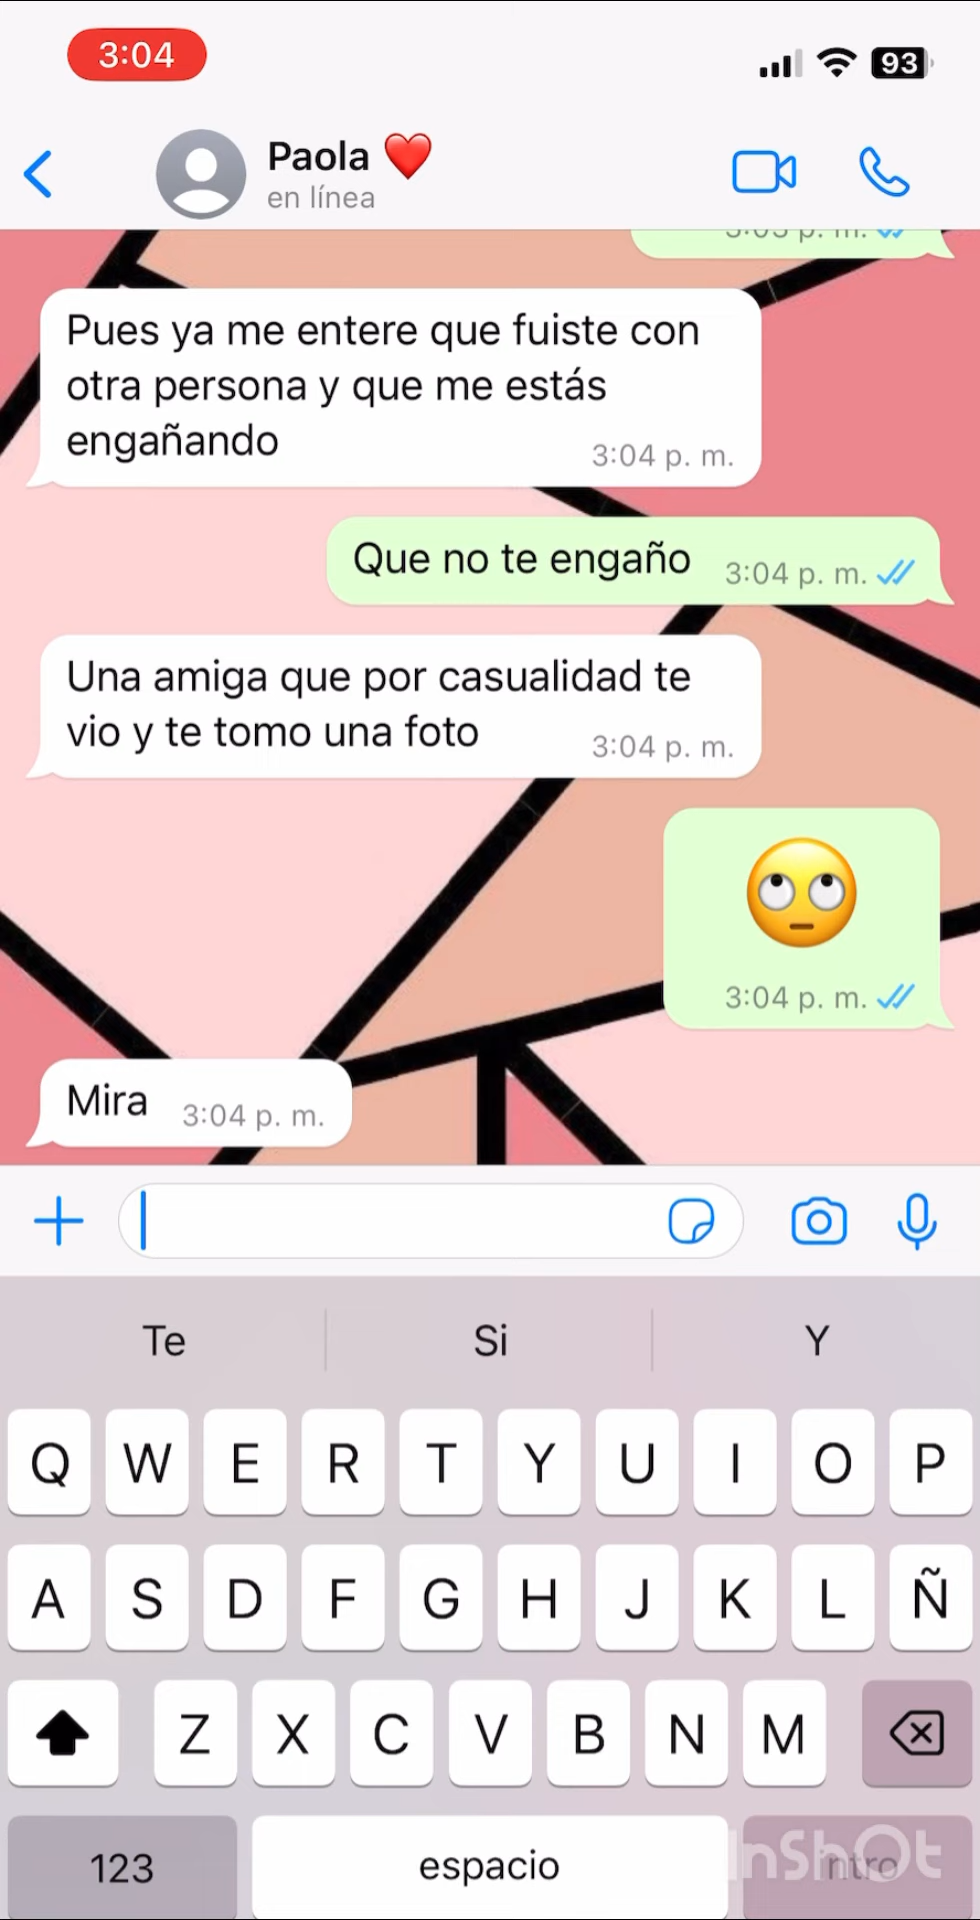 3:04
93
Paola ❤️
en línea
3:03 p. m.
Pues ya me entere que fuiste con
otra persona y que me estás
engañando
3:04 p. m.
Que no te engaño
3:04 p. m.
Una amiga que por casualidad te
vio y te tomo una foto
3:04 p. m.
🙄
3:04 p. m.
Mira
3:04 p. m.
Te
Si
Y
Q W E R T Y U I O P
A S D F G H J K L Ñ
Z X C V B N M
123
espacio
InShOt